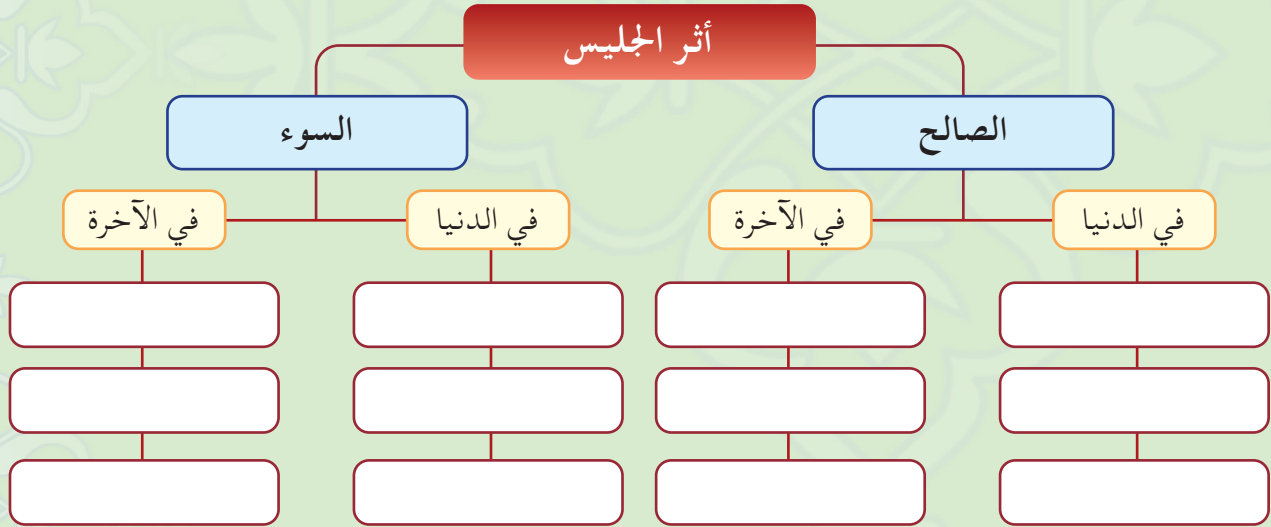 أثر الجليس
الصالح
السوء
في الدنيا
في الآخرة
في الدنيا
في الآخرة